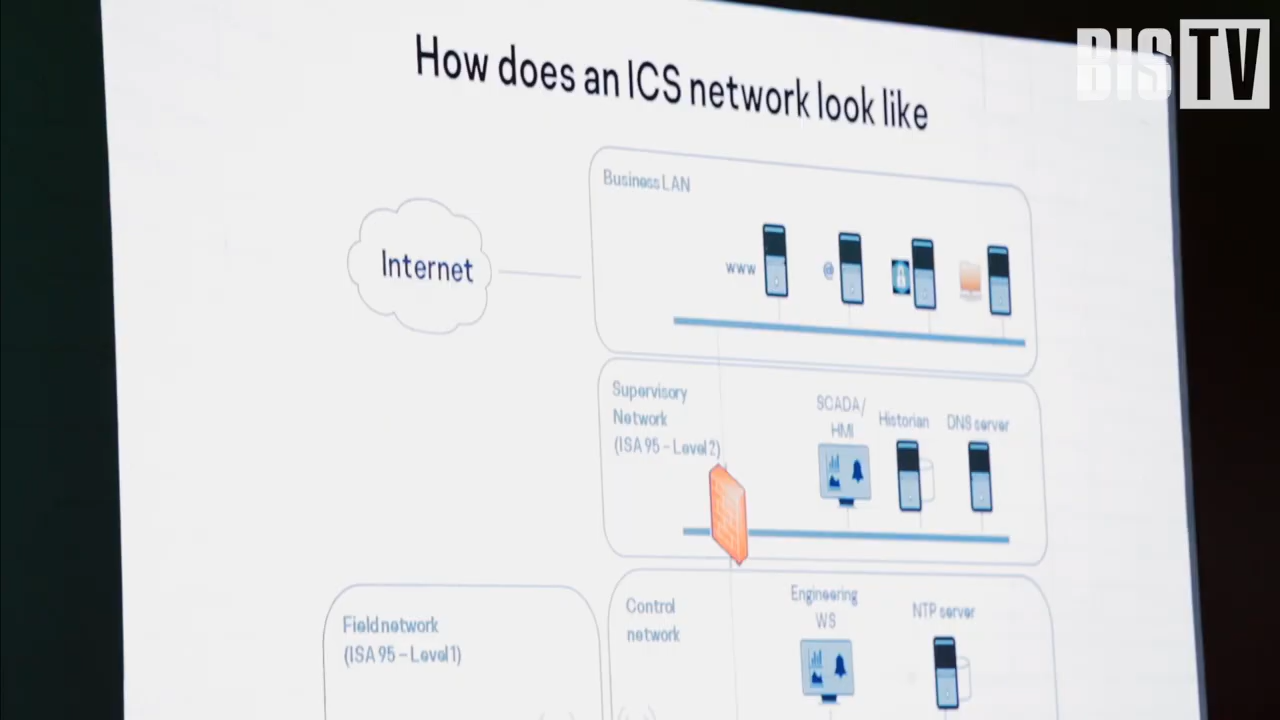 BIS TV
How does an ICS network look like
Business LAN
Internet
www
@
Supervisory
Network
(ISA 95 – Level 2)
SCADA/
HMI
Historian
DNS server
Engineering
WS
NTP server
Control
network
Field network
(ISA 95 – Level 1)